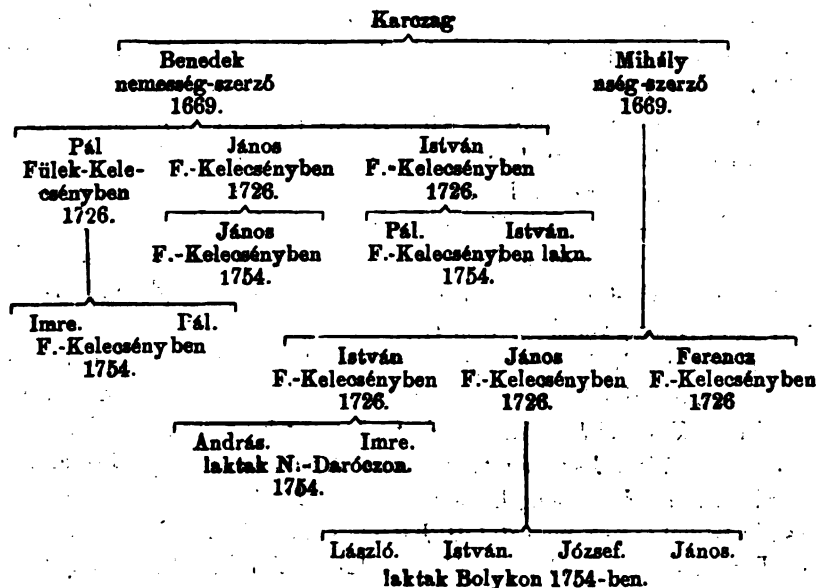 Karczag
Benedek Mihály
nemesség-szerző nség-szerző
1669. 1669.
Pál János István
Fülek-Kele- F.-Kelecsényben F.-Kelecsényben
csényben 1726. 1726.
1726.
János Pál. István.
F.-Kelecsényben F.-Kelecsényben lakn.
1754. 1754.
Imre. Pál.
F.-Kelecsényben
1754.
István János Ferencz
F.-Kelecsényben F.-Kelecsényben F.-Kelecsényben
1726. 1726. 1726
András. Imre.
laktak N.-Daróczon.
1754.
László. István. József. János.
laktak Bolykon 1754-ben.